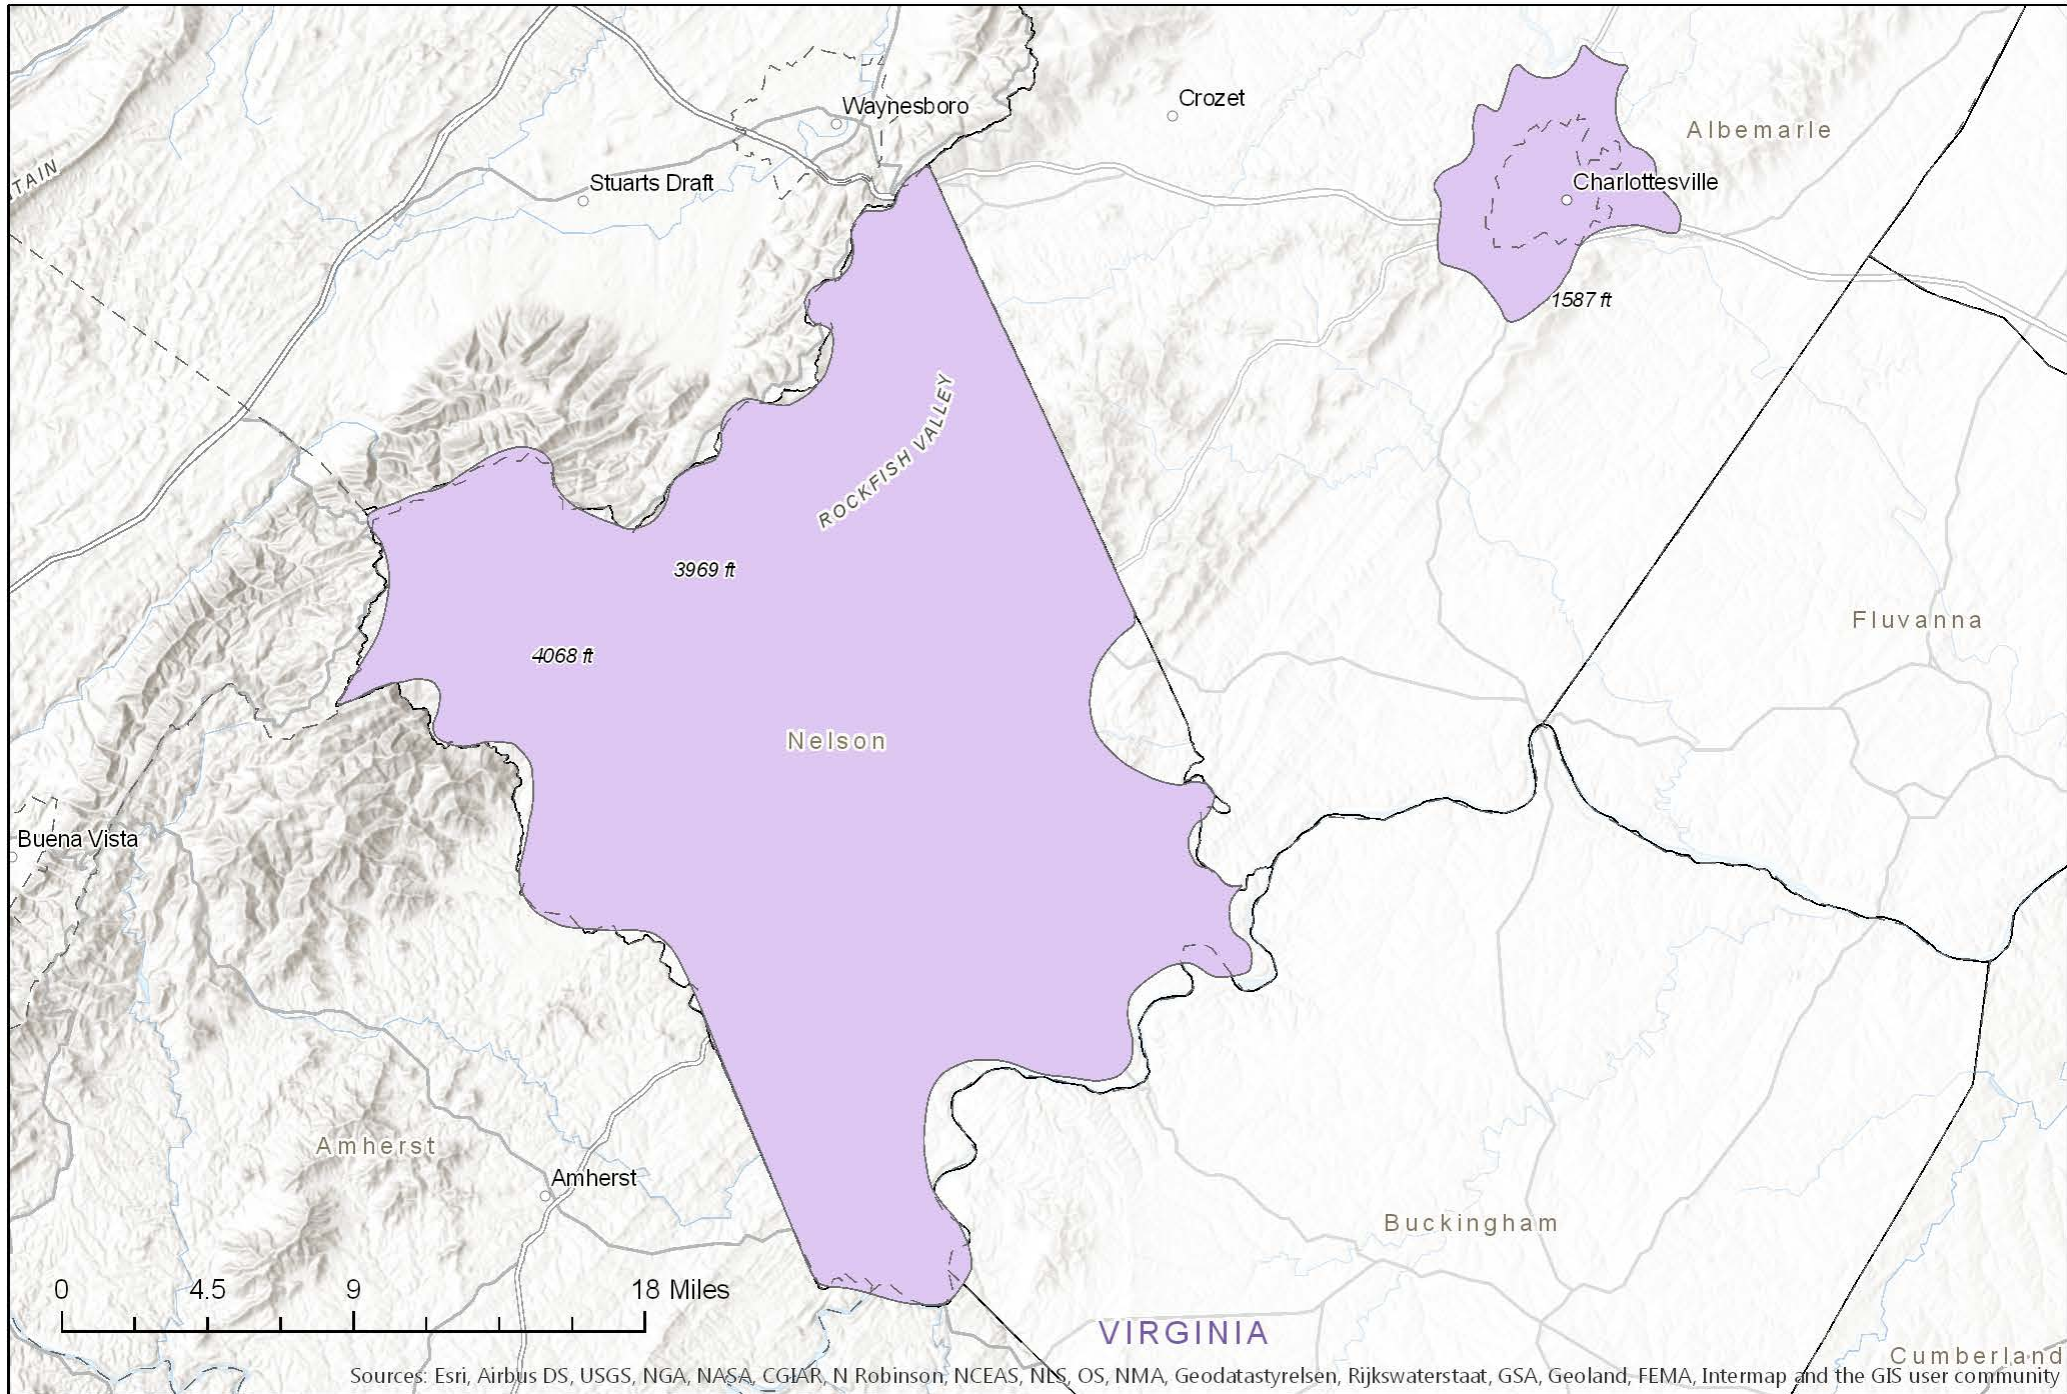 Waynesboro
Crozet
Albemarle
TAIN
Stuarts Draft
Charlottesville
1587 ft
ROCKFISH VALLEY
3969 ft
Fluvanna
4068 ft
Nelson
Buena Vista
Amherst
Amherst
Buckingham
0 4.5 9 18 Miles
VIRGINIA
Cumberland
Sources: Esri, Airbus DS, USGS, NGA, NASA, CGIAR, N Robinson, NCEAS, NLS, OS, NMA, Geodatastyrelsen, Rijkswaterstaat, GSA, Geoland, FEMA, Intermap and the GIS user community